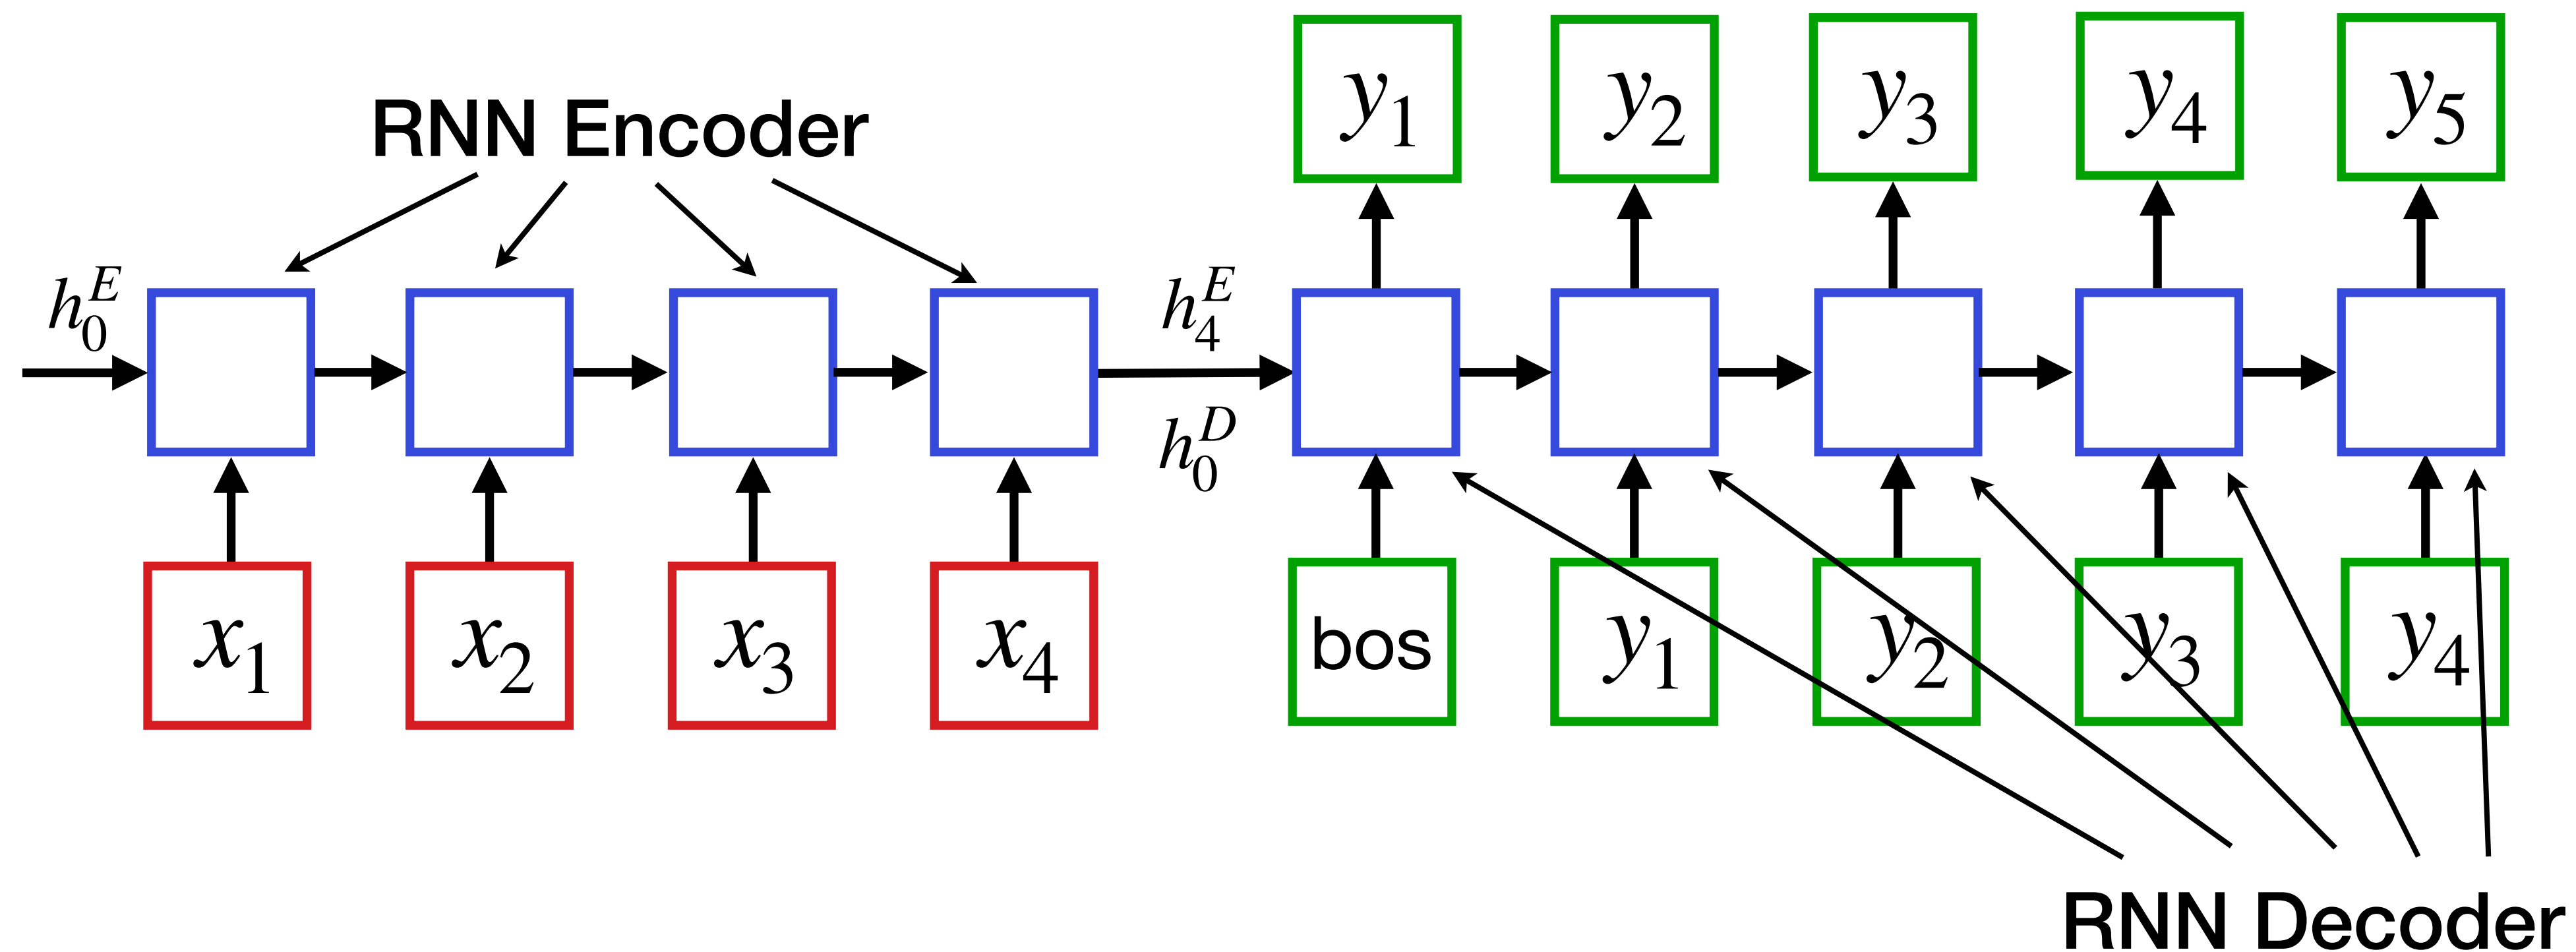 RNN Encoder
y₁ y₂ y₃ y₄ y₅
h₀ᴱ
h₄ᴱ
h₀ᴰ
x₁ x₂ x₃ x₄ bos y₁ y₂ y₃ y₄
RNN Decoder